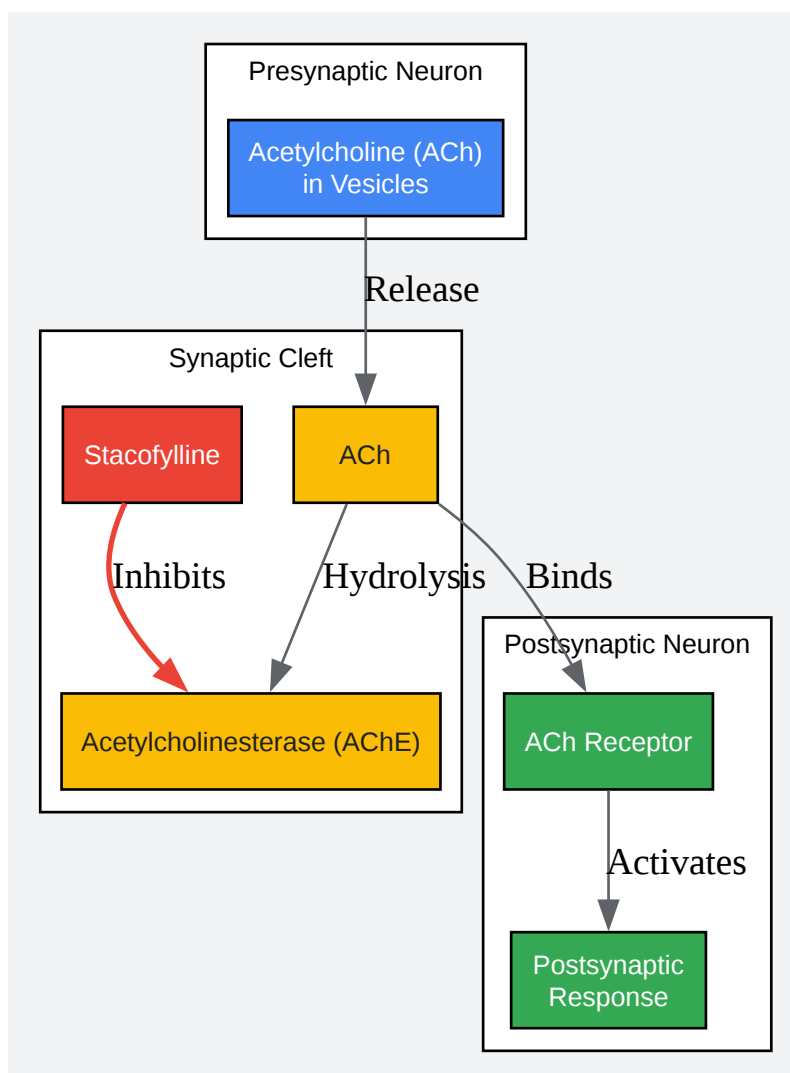 Presynaptic Neuron
Acetylcholine (ACh)
in Vesicles
Release
Synaptic Cleft
Stacofylline
ACh
Inhibits
Hydrolysis
Binds
Postsynaptic Neuron
Acetylcholinesterase (AChE)
ACh Receptor
Activates
Postsynaptic
Response